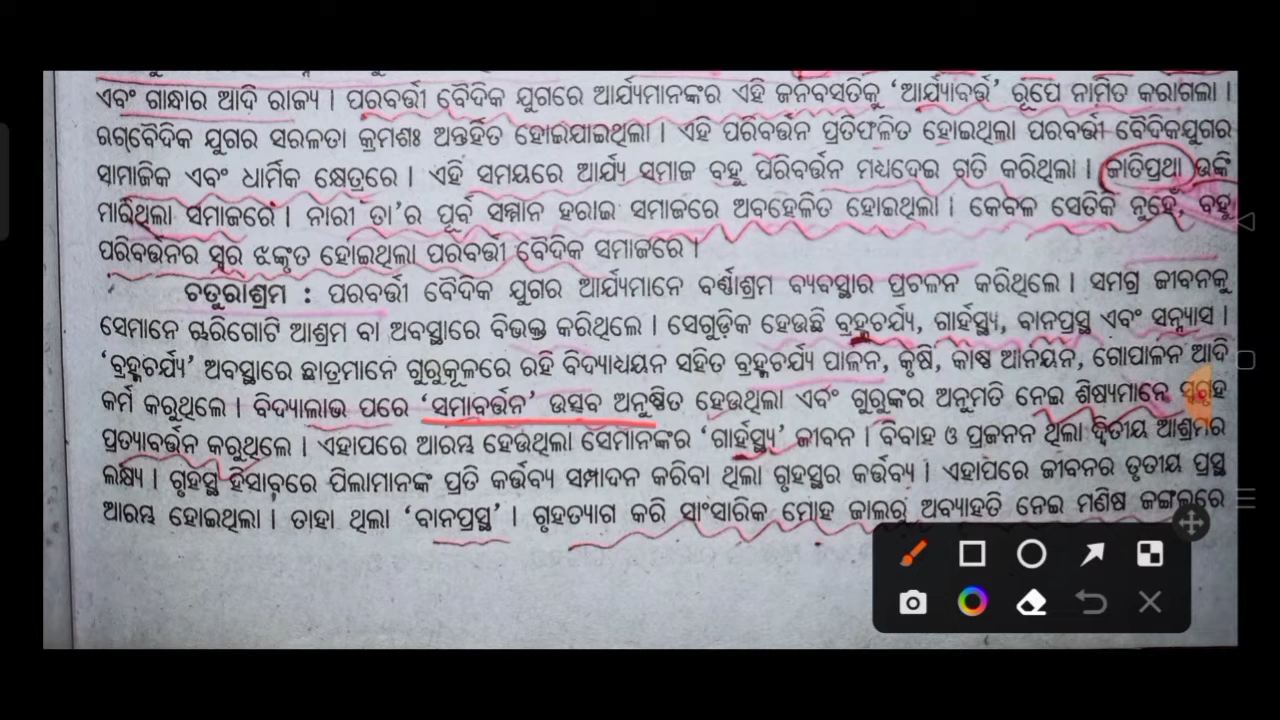 ଏବଂ ଗାନ୍ଧାର ଆଦି ରାଜ୍ୟ । ପରବର୍ତ୍ତୀ ବୈଦିକ ଯୁଗରେ ଆର୍ଯ୍ୟମାନଙ୍କର ଏହି ଜନବସତିକୁ ‘ଆର୍ଯ୍ୟାବର୍ତ୍ତ’ ରୂପେ ନାମିତ କରାଗଲା ।
ଋଗ୍‌ବୈଦିକ ଯୁଗର ସରଳତା କ୍ରମଶଃ ଅନ୍ତର୍ହିତ ହୋଇଯାଇଥିଲା । ଏହି ପରିବର୍ତ୍ତନ ପ୍ରତିଫଳିତ ହୋଇଥିଲା ପରବର୍ତ୍ତୀ ବୈଦିକଯୁଗର
ସାମାଜିକ ଏବଂ ଧାର୍ମିକ କ୍ଷେତ୍ରରେ । ଏହି ସମୟରେ ଆର୍ଯ୍ୟ ସମାଜ ବହୁ ପରିବର୍ତ୍ତନ ମଧ୍ୟଦେଇ ଗତି କରିଥିଲା । ଜାତିପ୍ରଥା ଉଙ୍କି
ମାରିଥିଲା ସମାଜରେ । ନାରୀ ତା’ର ପୂର୍ବ ସମ୍ମାନ ହରାଇ ସମାଜରେ ଅବହେଳିତ ହୋଇଥିଲା । କେବଳ ସେତିକି ନୁହେଁ, ବହୁ
ପରିବର୍ତ୍ତନର ସ୍ୱର ଝଙ୍କୃତ ହୋଇଥିଲା ପରବର୍ତ୍ତୀ ବୈଦିକ ସମାଜରେ ।
ଚତୁରାଶ୍ରମ : ପରବର୍ତ୍ତୀ ବୈଦିକ ଯୁଗର ଆର୍ଯ୍ୟମାନେ ବର୍ଣ୍ଣାଶ୍ରମ ବ୍ୟବସ୍ଥାର ପ୍ରଚଳନ କରିଥିଲେ । ସମଗ୍ର ଜୀବନକୁ
ସେମାନେ ଚାରିଗୋଟି ଆଶ୍ରମ ବା ଅବସ୍ଥାରେ ବିଭକ୍ତ କରିଥିଲେ । ସେଗୁଡ଼ିକ ହେଉଛି ବ୍ରହ୍ମଚର୍ଯ୍ୟ, ଗାର୍ହସ୍ଥ୍ୟ, ବାନପ୍ରସ୍ଥ ଏବଂ ସନ୍ନ୍ୟାସ ।
‘ବ୍ରହ୍ମଚର୍ଯ୍ୟ’ ଅବସ୍ଥାରେ ଛାତ୍ରମାନେ ଗୁରୁକୂଳରେ ରହି ବିଦ୍ୟାଧ୍ୟୟନ ସହିତ ବ୍ରହ୍ମଚର୍ଯ୍ୟ ପାଳନ, କୃଷି, କାଷ୍ଠ ଆନୟନ, ଗୋପାଳନ ଆଦି
କର୍ମ କରୁଥିଲେ । ବିଦ୍ୟାଲାଭ ପରେ ‘ସମାବର୍ତ୍ତନ’ ଉତ୍ସବ ଅନୁଷ୍ଠିତ ହେଉଥିଲା ଏବଂ ଗୁରୁଙ୍କର ଅନୁମତି ନେଇ ଶିଷ୍ୟମାନେ ସ୍ୱଗୃହ
ପ୍ରତ୍ୟାବର୍ତ୍ତନ କରୁଥିଲେ । ଏହାପରେ ଆରମ୍ଭ ହେଉଥିଲା ସେମାନଙ୍କର ‘ଗାର୍ହସ୍ଥ୍ୟ’ ଜୀବନ । ବିବାହ ଓ ପ୍ରଜନନ ଥିଲା ଦ୍ୱିତୀୟ ଆଶ୍ରମର
ଲକ୍ଷ୍ୟ । ଗୃହସ୍ଥ ହିସାବରେ ପିଲାମାନଙ୍କ ପ୍ରତି କର୍ତ୍ତବ୍ୟ ସମ୍ପାଦନ କରିବା ଥିଲା ଗୃହସ୍ଥର କର୍ତ୍ତବ୍ୟ । ଏହାପରେ ଜୀବନର ତୃତୀୟ ପ୍ରସ୍ଥ
ଆରମ୍ଭ ହୋଇଥିଲା । ତାହା ଥିଲା ‘ବାନପ୍ରସ୍ଥ’ । ଗୃହତ୍ୟାଗ କରି ସାଂସାରିକ ମୋହ ଜାଲରୁ ଅବ୍ୟାହତି ନେଇ ମଣିଷ ଜଙ୍ଗଲରେ